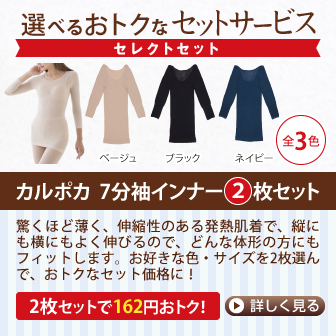 選べるおトクなセットサービス
セレクトセット
ベージュ
ブラック
ネイビー
全3色
カルポカ 7分袖インナー2枚セット
驚くほど薄く、伸縮性のある発熱肌着で、縦に
も横にもよく伸びるので、どんな体形の方にも
フィットします。お好きな色・サイズを2枚選ん
で、おトクなセット価格に！
2枚セットで162円おトク!
詳しく見る